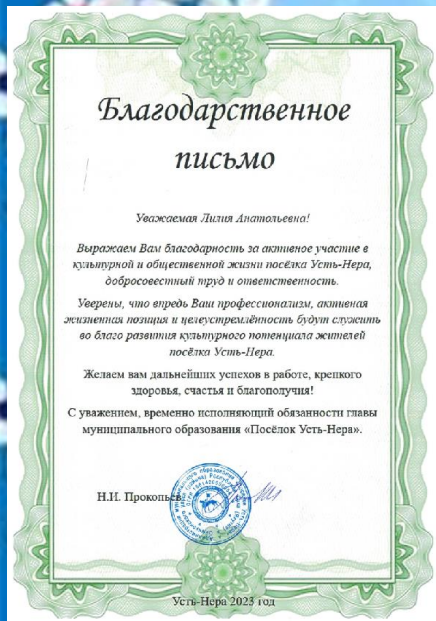 Благодарственное
письмо
Уважаемая Лилия Анатольевна!
Выражаем Вам благодарность за активное участие в
культурной и общественной жизни посёлка Усть-Нера,
добросовестный труд и ответственность.
Уверены, что впредь Ваш профессионализм, активная
жизненная позиция и целеустремлённость будут служить
во благо развития культурного потенциала жителей
посёлка Усть-Нера.
Желаем вам дальнейших успехов в работе, крепкого
здоровья, счастья и благополучия!
С уважением, временно исполняющий обязанности главы
муниципального образования «Посёлок Усть-Нера».
Н.И. Прокопьев
Усть-Нера 2023 год